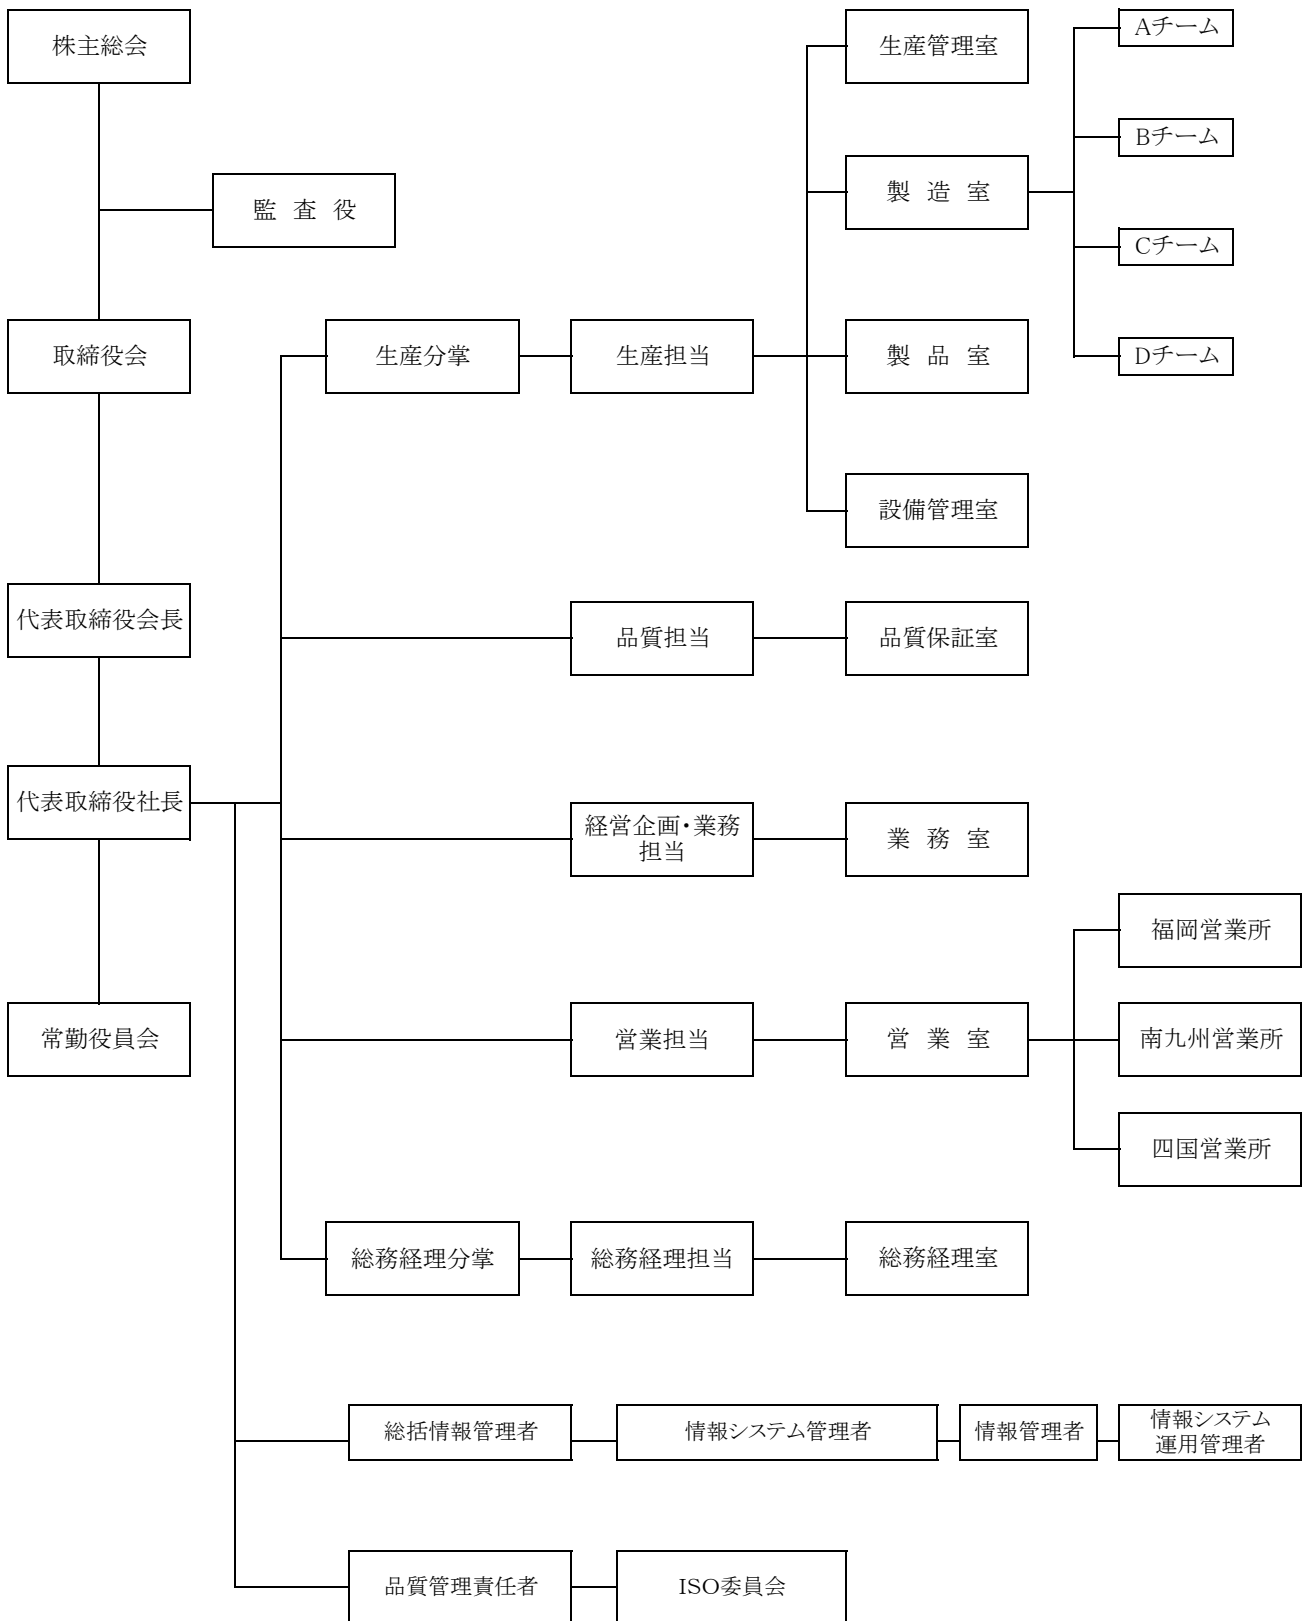 株主総会
生産管理室
Aチーム
Bチーム
監 査 役
製 造 室
Cチーム
取締役会
生産分掌
生産担当
製 品 室
Dチーム
設備管理室
代表取締役会長
品質担当
品質保証室
代表取締役社長
経営企画・業務
担当
業 務 室
福岡営業所
常勤役員会
営業担当
営 業 室
南九州営業所
四国営業所
総務経理分掌
総務経理担当
総務経理室
総括情報管理者
情報システム管理者
情報管理者
情報システム
運用管理者
品質管理責任者
ISO委員会